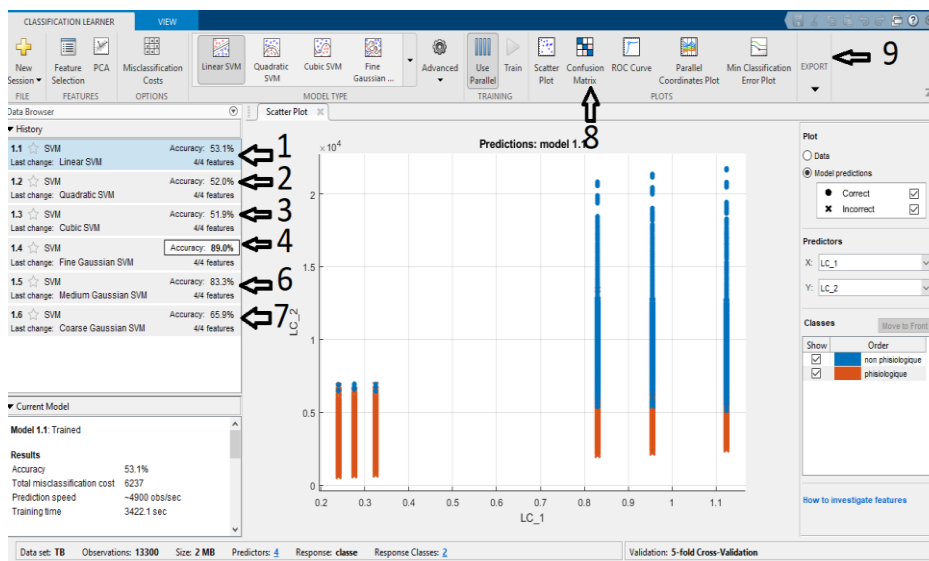 CLASSIFICATION LEARNER VIEW
New Session Feature Selection PCA Misclassification Costs Linear SVM Quadratic SVM Cubic SVM Fine Gaussian ... Advanced Use Parallel Train Scatter Plot Confusion Matrix ROC Curve Parallel Coordinates Plot Min Classification Error Plot EXPORT 9
FILE FEATURES OPTIONS MODEL TYPE TRAINING PLOTS
8
Data Browser
Scatter Plot
History
1.1 SVM Accuracy: 53.1% 1
Last change: Linear SVM 4/4 features
1.2 SVM Accuracy: 52.0% 2
Last change: Quadratic SVM 4/4 features
1.3 SVM Accuracy: 51.9% 3
Last change: Cubic SVM 4/4 features
1.4 SVM Accuracy: 89.0% 4
Last change: Fine Gaussian SVM 4/4 features
1.5 SVM Accuracy: 83.3% 6
Last change: Medium Gaussian SVM 4/4 features
1.6 SVM Accuracy: 65.9% 7
Last change: Coarse Gaussian SVM 4/4 features
Current Model
Model 1.1: Trained
Results
Accuracy 53.1%
Total misclassification cost 6237
Prediction speed ~4900 obs/sec
Training time 3422.1 sec
Predictions: model 1.1
×10⁴
2
1.5
1
0.5
0
LC_2
0.2 0.3 0.4 0.5 0.6 0.7 0.8 0.9 1 1.1
LC_1
Plot
Data
Model predictions
Correct
Incorrect
Predictors
X: LC_1
Y: LC_2
Classes Move to Front
Show Order
non phisiologique
phisiologique
How to investigate features
Data set: TB Observations: 13300 Size: 2 MB Predictors: 4 Response: classe Response Classes: 2 Validation: 5-fold Cross-Validation